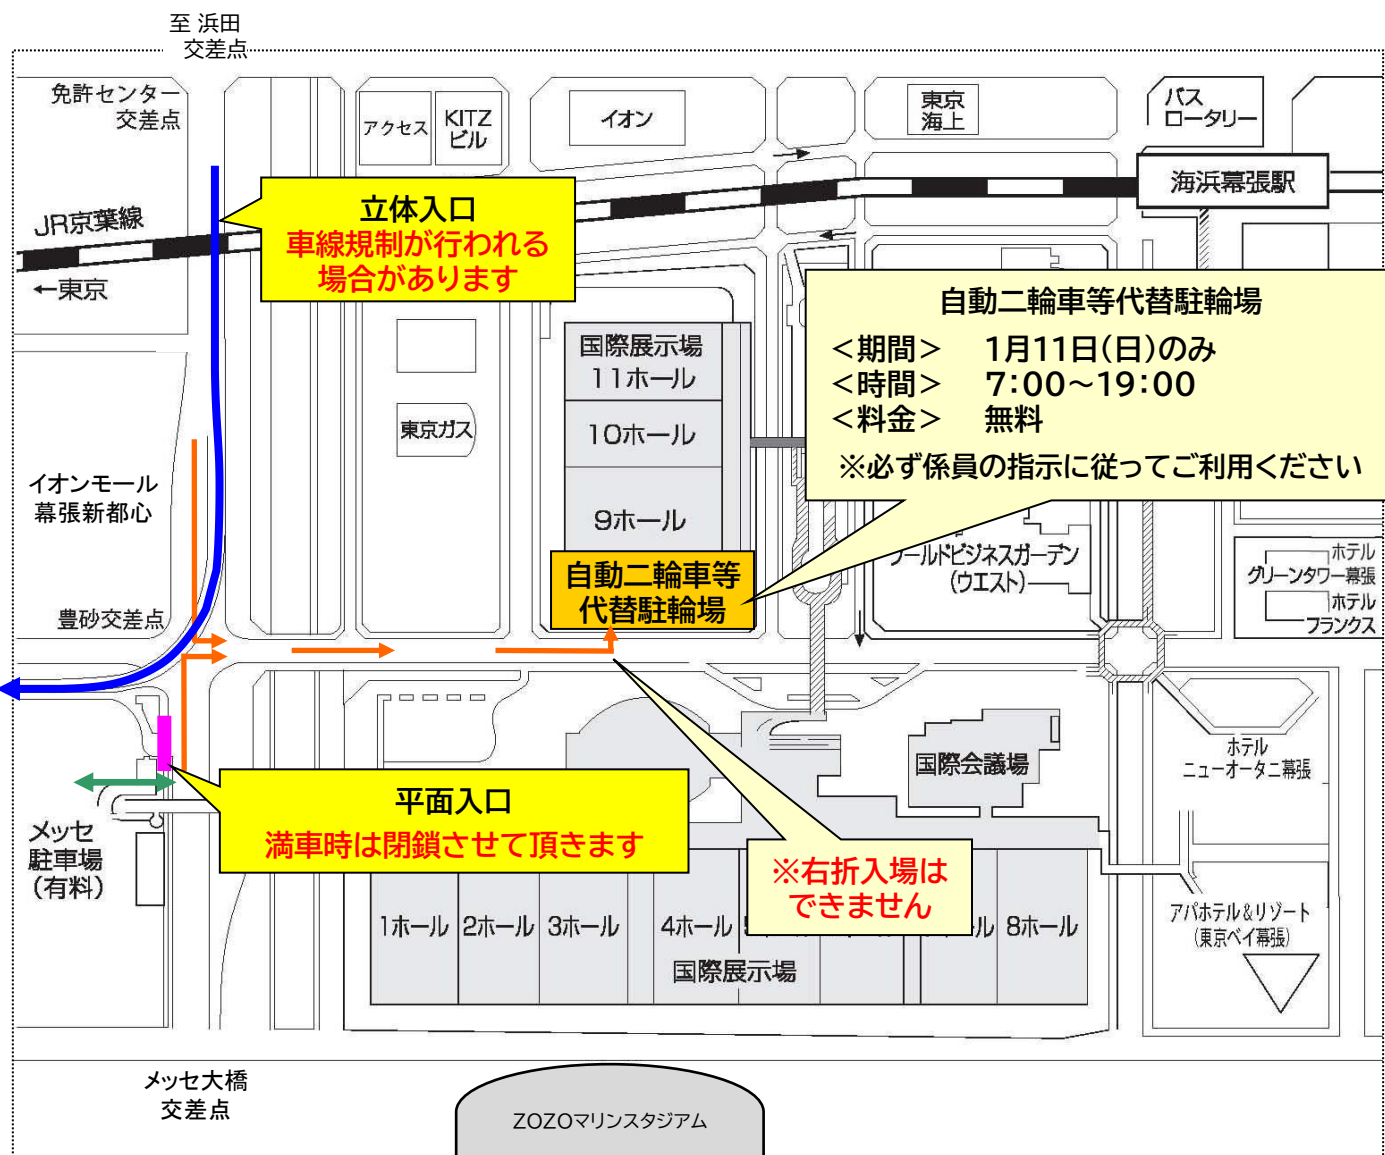 至 浜田
交差点
免許センター
交差点
アクセス
KITZ
ビル
イオン
東京
海上
バス
ロータリー
海浜幕張駅
JR京葉線
←東京
立体入口
車線規制が行われる
場合があります
自動二輪車等代替駐輪場
＜期間＞ 1月11日(日)のみ
＜時間＞ 7：00～19：00
＜料金＞ 無料
※必ず係員の指示に従ってご利用ください
国際展示場
11ホール
10ホール
9ホール
東京ガス
イオンモール
幕張新都心
自動二輪車等
代替駐輪場
ールドビジネスガーデン
(ウエスト)
ホテル
グリーンタワー幕張
ホテル
フランクス
豊砂交差点
国際会議場
ホテル
ニューオータニ幕張
平面入口
満車時は閉鎖させて頂きます
メッセ
駐車場
(有料)
※右折入場は
できません
1ホール
2ホール
3ホール
4ホール
ル
8ホール
国際展示場
アパホテル&リゾート
(東京ベイ幕張)
メッセ大橋
交差点
ZOZOマリンスタジアム